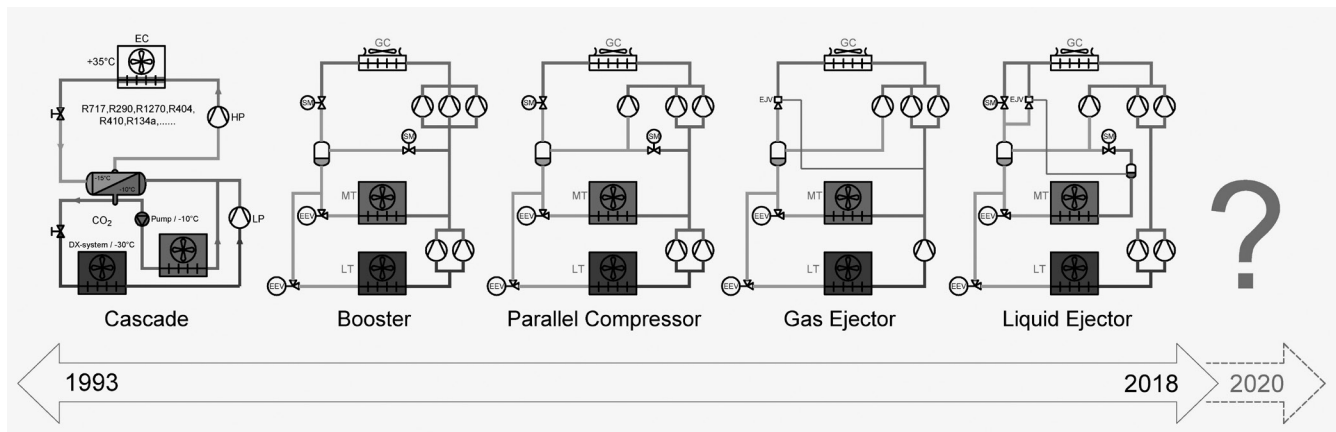 EC
+35°C
R717,R290,R1270,R404,
R410,R134a,......
HP
-15°C
-10°C
CO2
LP
Pump / -10°C
DX-system / -30°C
Cascade
GC
SM
SM
MT
EEV
LT
EEV
Booster
GC
SM
SM
MT
EEV
LT
EEV
Parallel Compressor
GC
EJV
MT
EEV
LT
EEV
Gas Ejector
GC
SM
EJV
SM
MT
EEV
LT
EEV
Liquid Ejector
?
1993
2018
2020